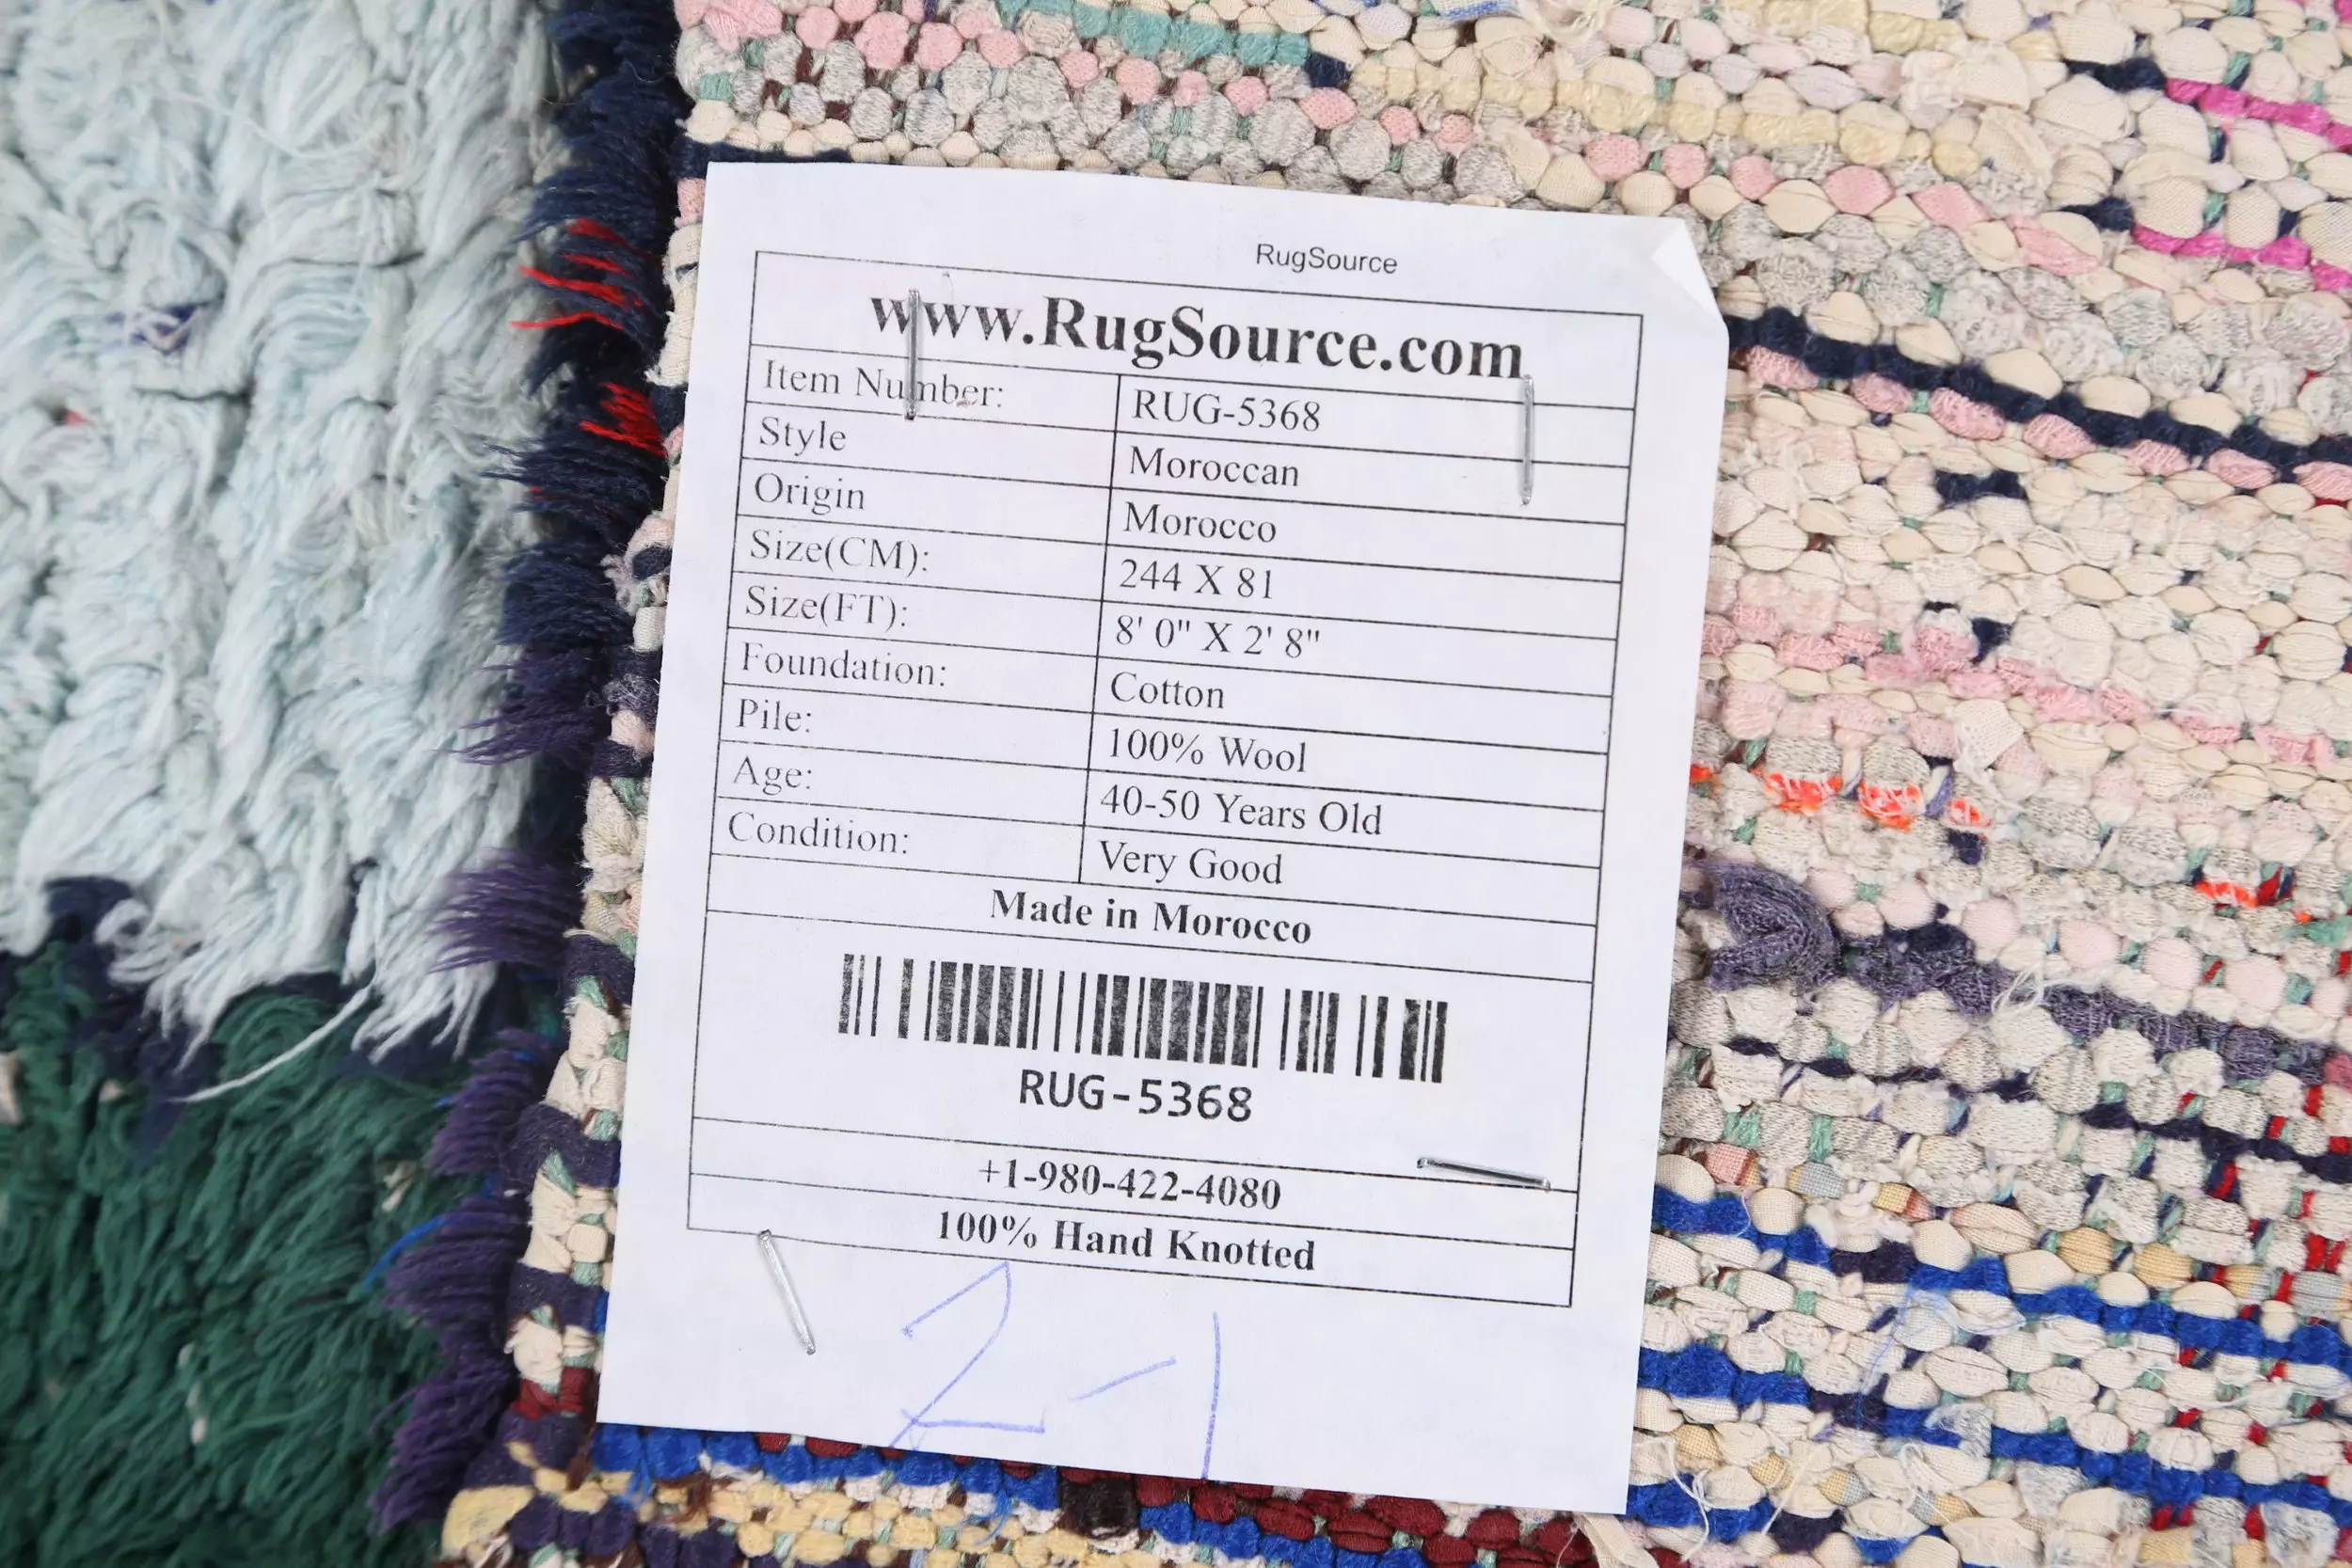 RugSource
www.RugSource.com
Item Number: RUG-5368
Style Moroccan
Origin Morocco
Size(CM): 244 X 81
Size(FT): 8' 0" X 2' 8"
Foundation: Cotton
Pile: 100% Wool
Age: 40-50 Years Old
Condition: Very Good
Made in Morocco
RUG-5368
+1-980-422-4080
100% Hand Knotted
2-1